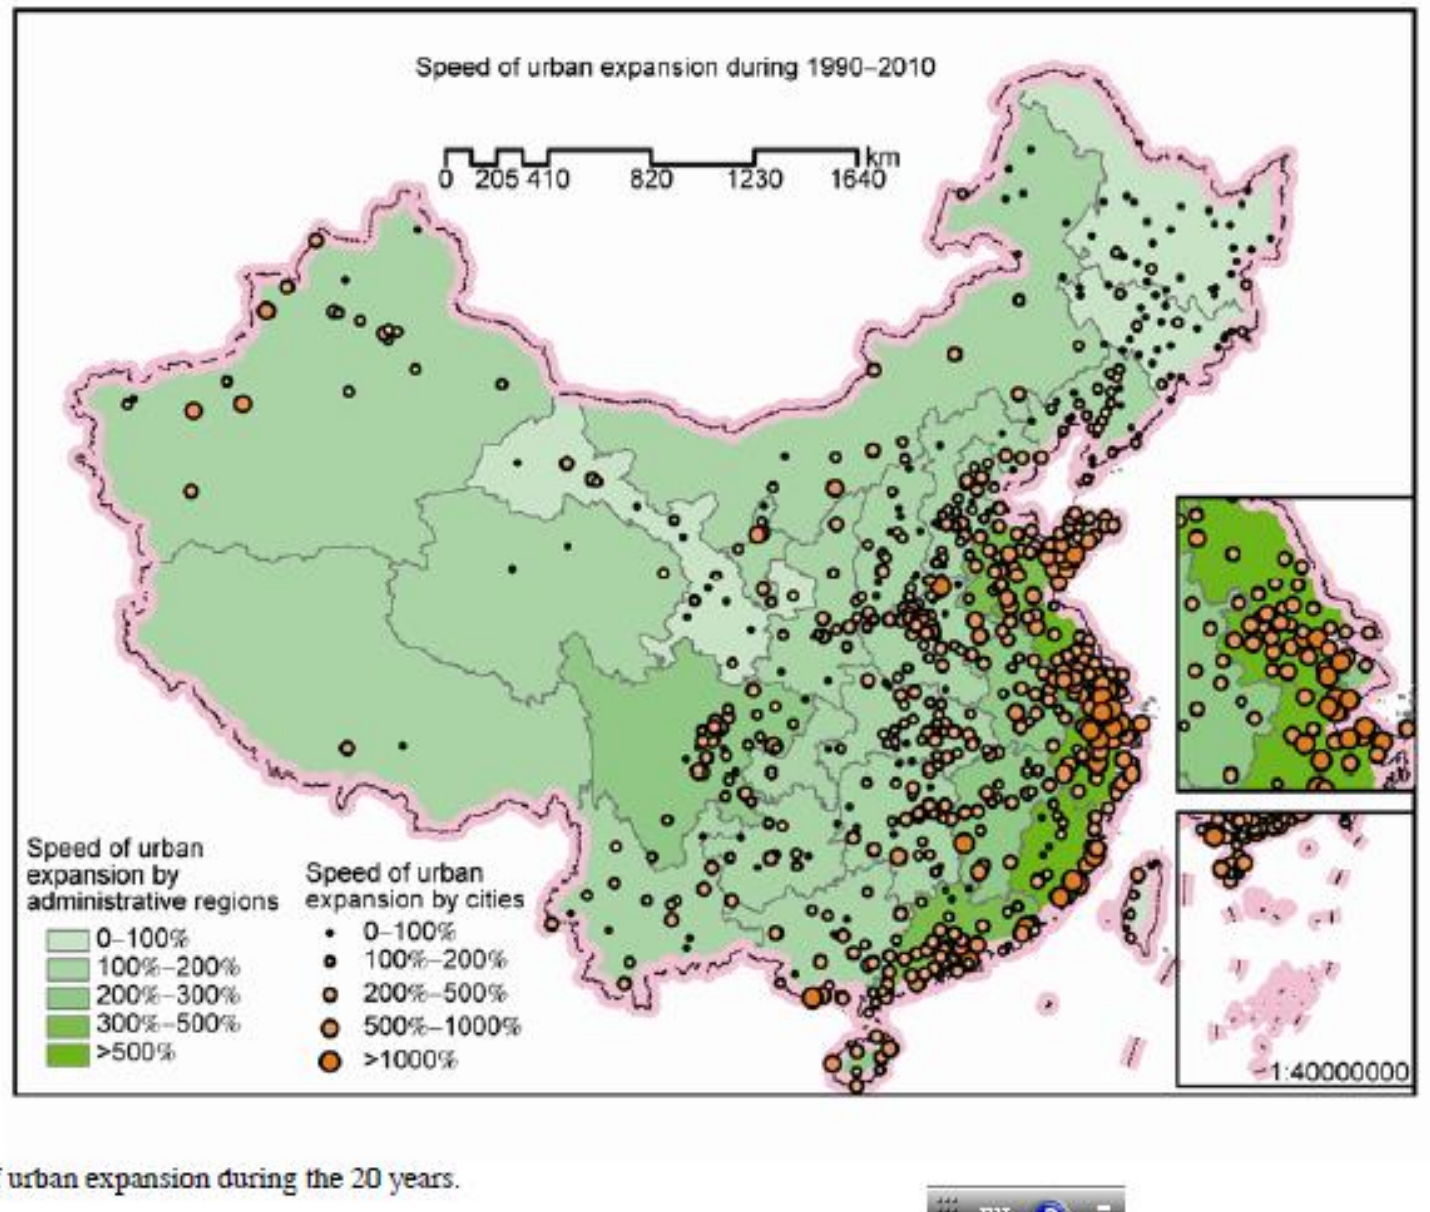 Speed of urban expansion during 1990–2010
km
0 205 410 820 1230 1640
Speed of urban
expansion by
administrative regions
0–100%
100%–200%
200%–300%
300%–500%
>500%
Speed of urban
expansion by cities
0–100%
100%–200%
200%–500%
500%–1000%
>1000%
1:40000000
urban expansion during the 20 years.